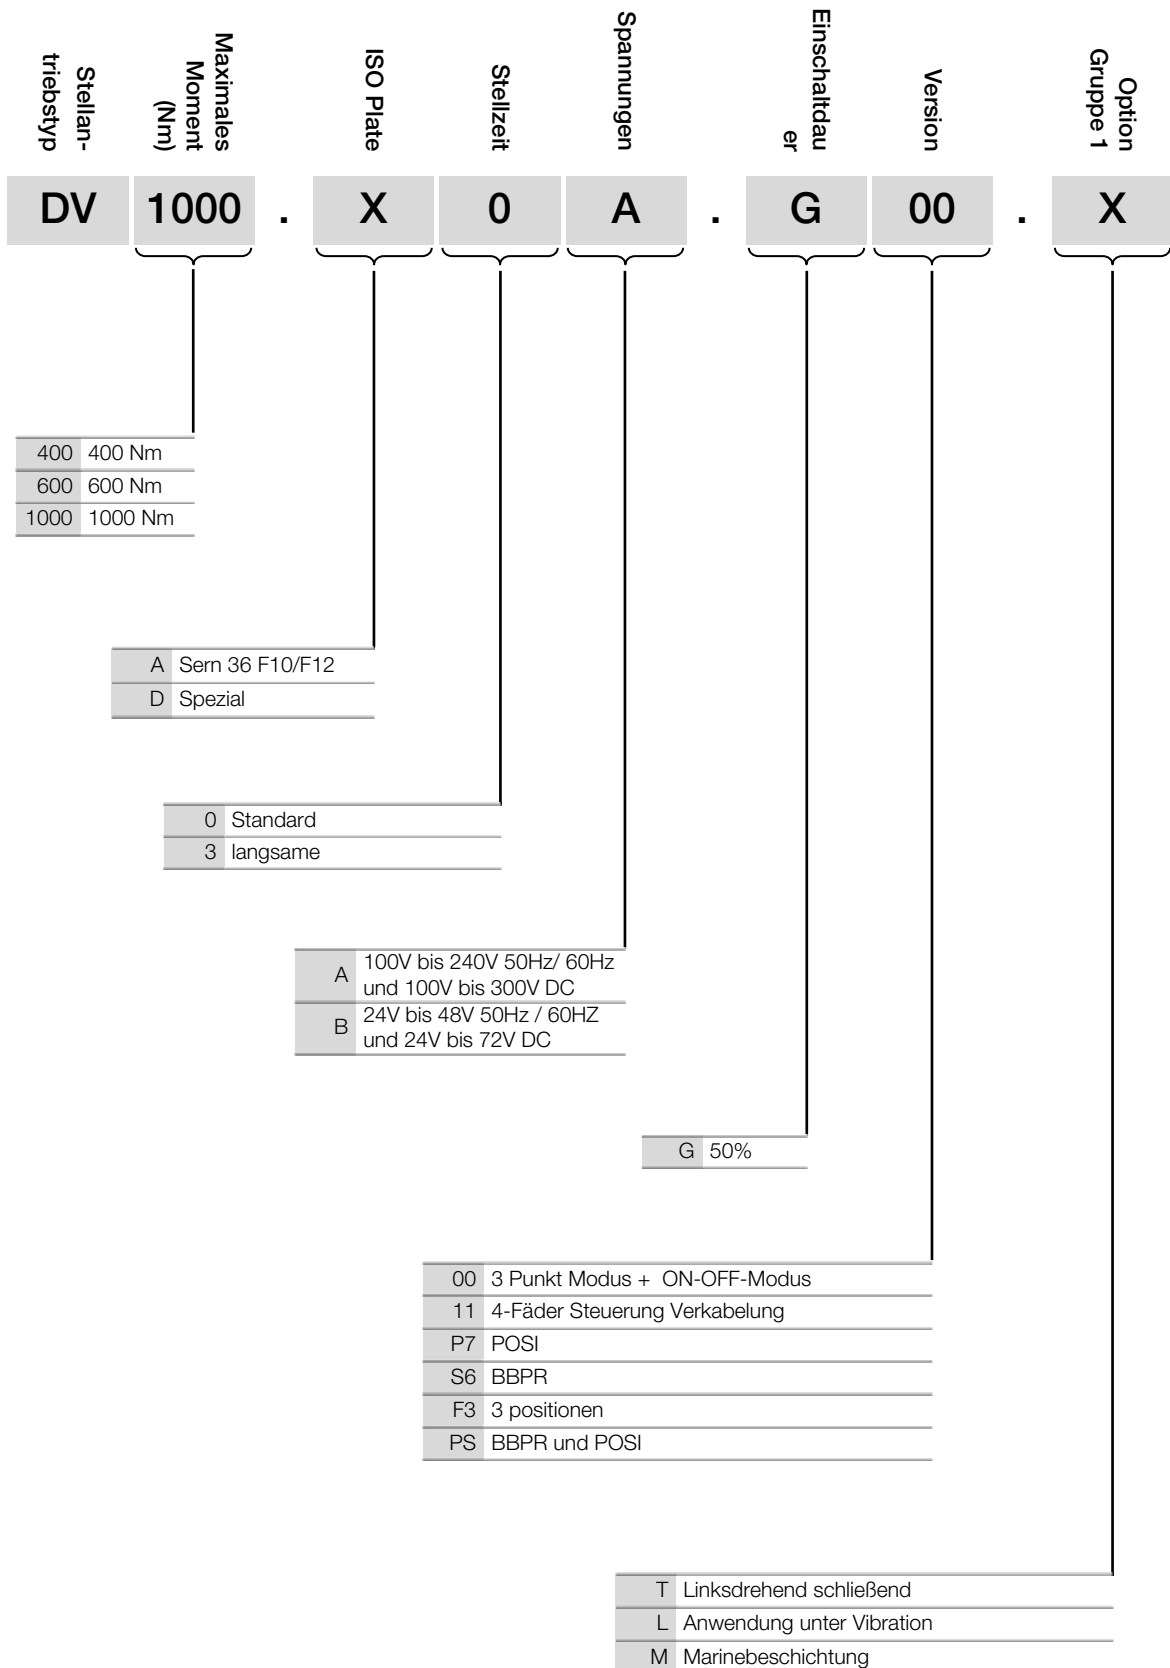 Stellan-
triebstyp
Maximales
Moment
(Nm)
ISO Plate
Stellzeit
Spannungen
Einschaltdau
er
Version
Option
Gruppe 1
DV 1000 . X 0 A . G 00 . X
400 400 Nm
600 600 Nm
1000 1000 Nm
A Sern 36 F10/F12
D Spezial
0 Standard
3 langsame
A 100V bis 240V 50Hz/ 60Hz
und 100V bis 300V DC
B 24V bis 48V 50Hz / 60HZ
und 24V bis 72V DC
G 50%
00 3 Punkt Modus + ON-OFF-Modus
11 4-Fäder Steuerung Verkabelung
P7 POSI
S6 BBPR
F3 3 positionen
PS BBPR und POSI
T Linksdrehend schließend
L Anwendung unter Vibration
M Marinebeschichtung